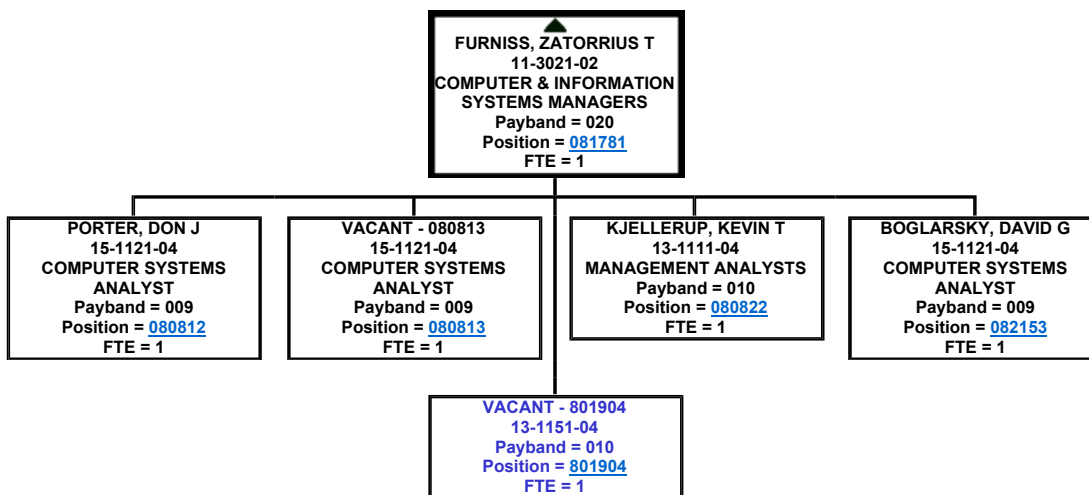 FURNISS, ZATORRIUS T
11-3021-02
COMPUTER & INFORMATION
SYSTEMS MANAGERS
Payband = 020
Position = 081781
FTE = 1
PORTER, DON J
15-1121-04
COMPUTER SYSTEMS
ANALYST
Payband = 009
Position = 080812
FTE = 1
VACANT - 080813
15-1121-04
COMPUTER SYSTEMS
ANALYST
Payband = 009
Position = 080813
FTE = 1
KJELLERUP, KEVIN T
13-1111-04
MANAGEMENT ANALYSTS
Payband = 010
Position = 080822
FTE = 1
BOGLARSKY, DAVID G
15-1121-04
COMPUTER SYSTEMS
ANALYST
Payband = 009
Position = 082153
FTE = 1
VACANT - 801904
13-1151-04
Payband = 010
Position = 801904
FTE = 1